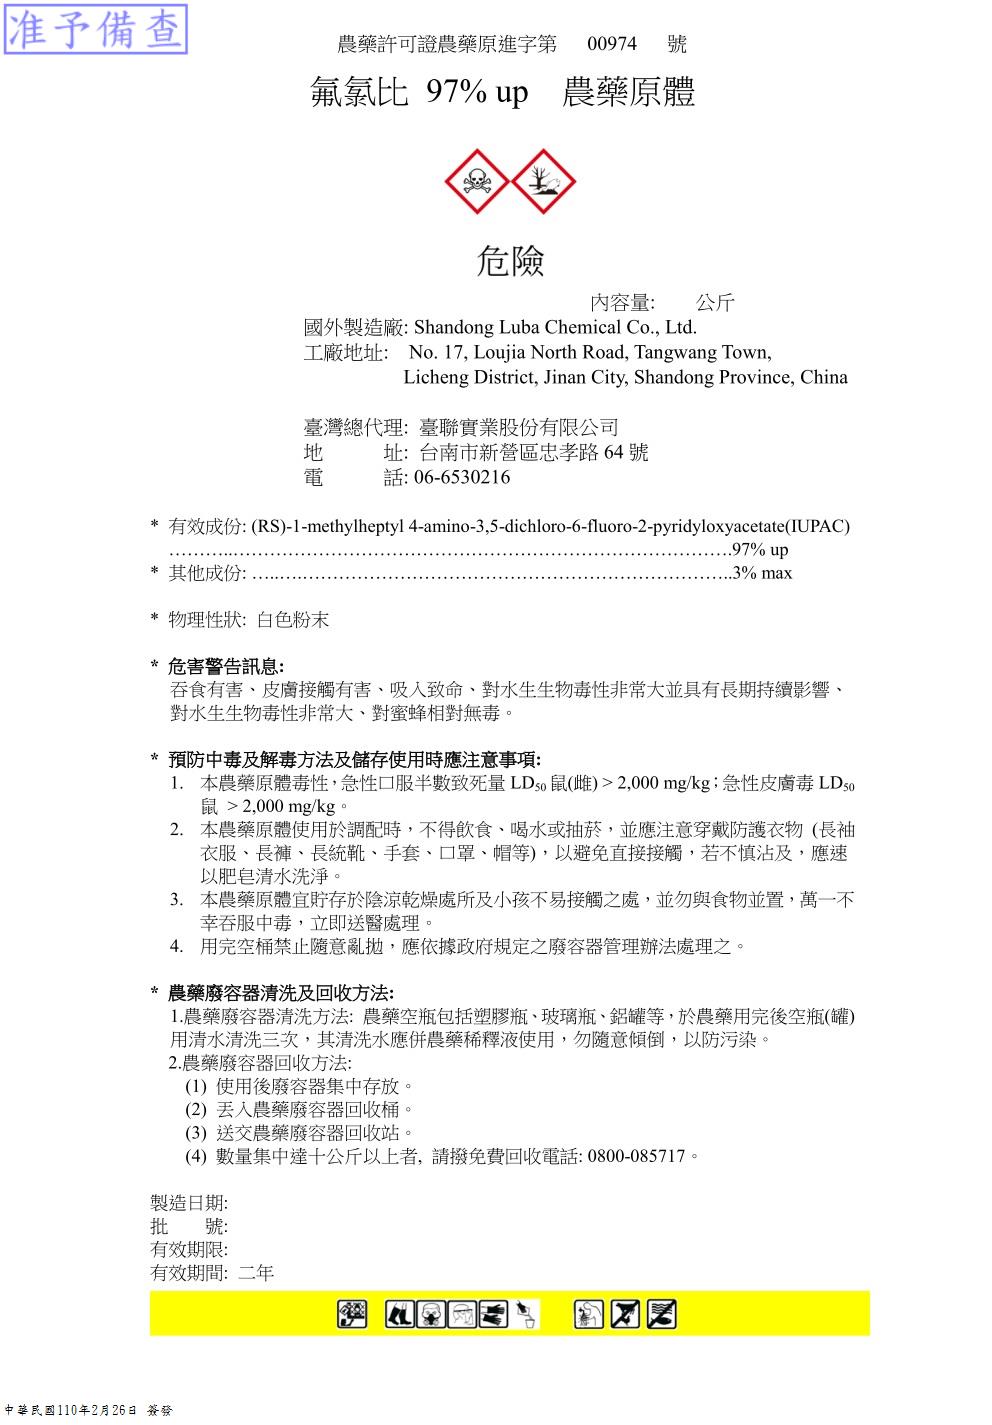 准予備查
農藥許可證農藥原進字第 00974 號
氟氯比 97% up 農藥原體
危險
內容量: 公斤
國外製造廠: Shandong Luba Chemical Co., Ltd.
工廠地址: No. 17, Loujia North Road, Tangwang Town,
Licheng District, Jinan City, Shandong Province, China
臺灣總代理: 臺聯實業股份有限公司
地 址: 台南市新營區忠孝路 64 號
電 話: 06-6530216
* 有效成份: (RS)-1-methylheptyl 4-amino-3,5-dichloro-6-fluoro-2-pyridyloxyacetate(IUPAC)
………..……………………………………………………………………….97% up
* 其他成份: …..….……………………………………………………………..3% max
* 物理性狀: 白色粉末
* 危害警告訊息:
吞食有害、皮膚接觸有害、吸入致命、對水生生物毒性非常大並具有長期持續影響、
對水生生物毒性非常大、對蜜蜂相對無毒。
* 預防中毒及解毒方法及儲存使用時應注意事項:
1. 本農藥原體毒性，急性口服半數致死量 LD50 鼠(雌) > 2,000 mg/kg；急性皮膚毒 LD50
鼠 > 2,000 mg/kg。
2. 本農藥原體使用於調配時，不得飲食、喝水或抽菸，並應注意穿戴防護衣物 (長袖
衣服、長褲、長統靴、手套、口罩、帽等)，以避免直接接觸，若不慎沾及，應速
以肥皂清水洗淨。
3. 本農藥原體宜貯存於陰涼乾燥處所及小孩不易接觸之處，並勿與食物並置，萬一不
幸吞服中毒，立即送醫處理。
4. 用完空桶禁止隨意亂拋，應依據政府規定之廢容器管理辦法處理之。
* 農藥廢容器清洗及回收方法:
1.農藥廢容器清洗方法: 農藥空瓶包括塑膠瓶、玻璃瓶、鋁罐等，於農藥用完後空瓶(罐)
用清水清洗三次，其清洗水應併農藥稀釋液使用，勿隨意傾倒，以防污染。
2.農藥廢容器回收方法:
(1) 使用後廢容器集中存放。
(2) 丟入農藥廢容器回收桶。
(3) 送交農藥廢容器回收站。
(4) 數量集中達十公斤以上者, 請撥免費回收電話: 0800-085717。
製造日期:
批 號:
有效期限:
有效期間: 二年
中華民國110年2月26日 簽發